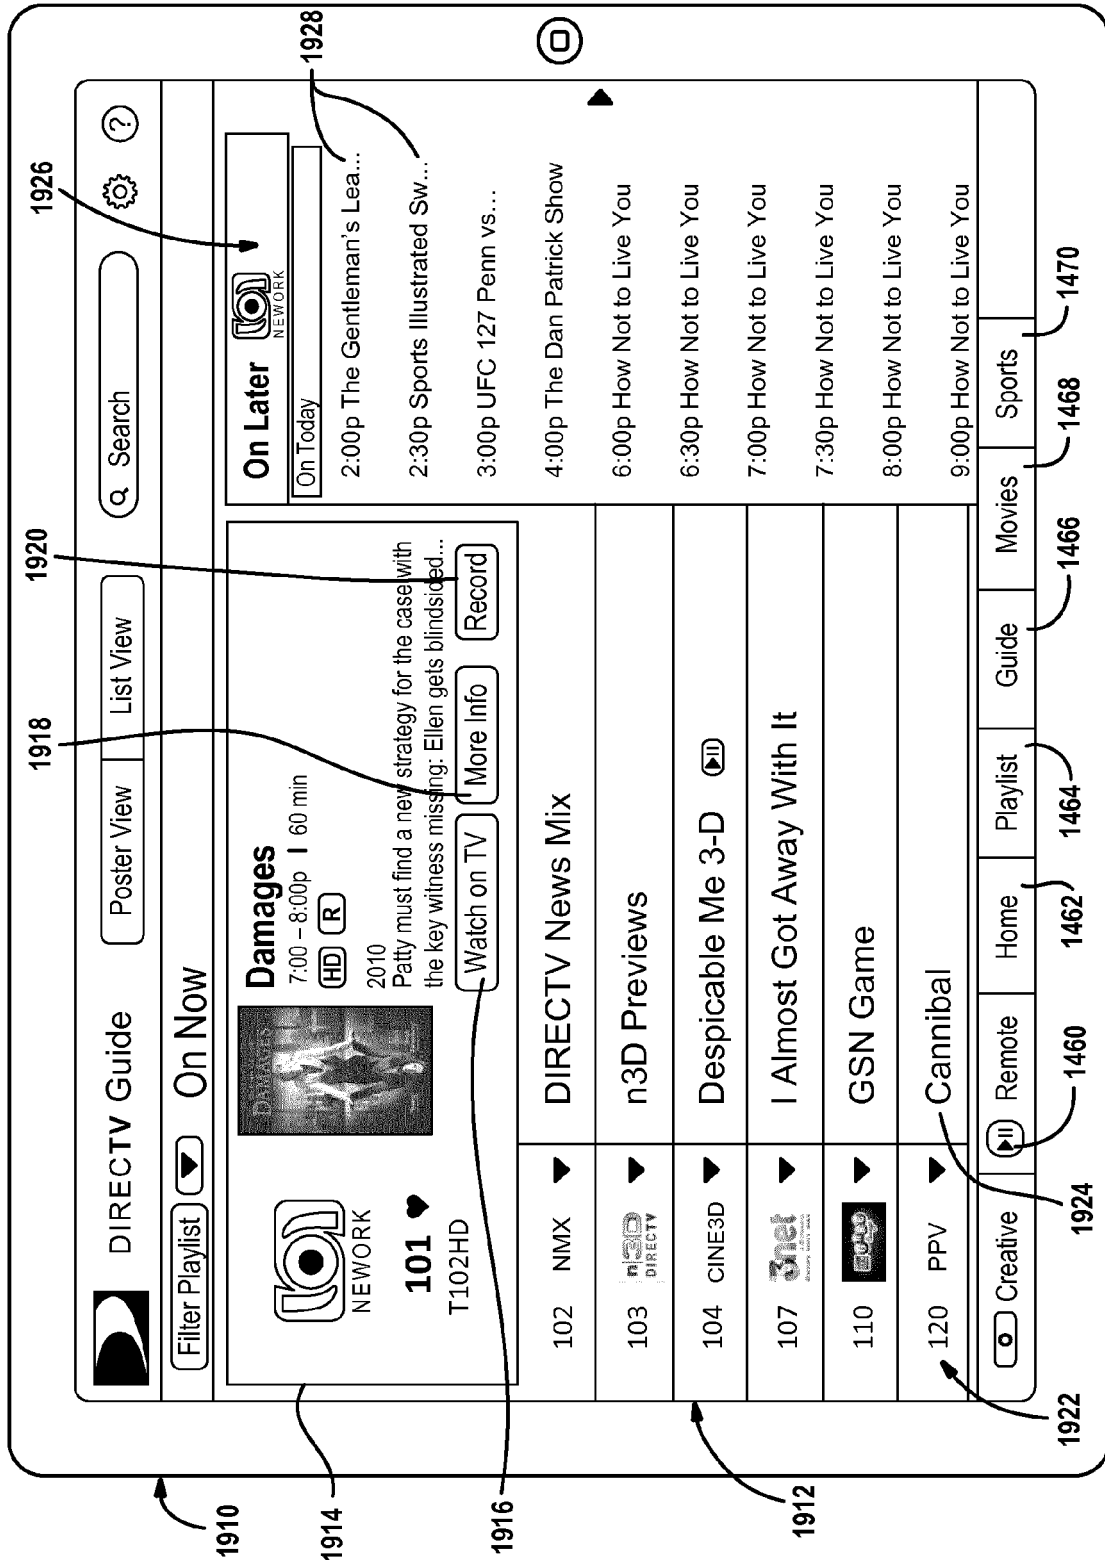 1910
1912
1914
1916
1918
1920
1922
1924
1926
1928
DIRECTV Guide
Poster View
List View
Search
?
Filter Playlist
On Now
NEWORK
101
T102HD
DAMAGES
Damages
7:00 – 8:00p I 60 min
HD R
2010
Patty must find a new strategy for the case with
the key witness missing: Ellen gets blindsided...
Watch on TV
More Info
Record
102 NMX DIRECTV News Mix
103 n3D DIRECTV n3D Previews
104 CINE3D Despicable Me 3-D
107 3net I Almost Got Away With It
110 GSN Game
120 PPV Cannibal
On Later
NEWORK
On Today
2:00p The Gentleman's Lea...
2:30p Sports Illustrated Sw...
3:00p UFC 127 Penn vs...
4:00p The Dan Patrick Show
6:00p How Not to Live You
6:30p How Not to Live You
7:00p How Not to Live You
7:30p How Not to Live You
8:00p How Not to Live You
9:00p How Not to Live You
Creative
Remote
Home
Playlist
Guide
Movies
Sports
1460
1462
1464
1466
1468
1470